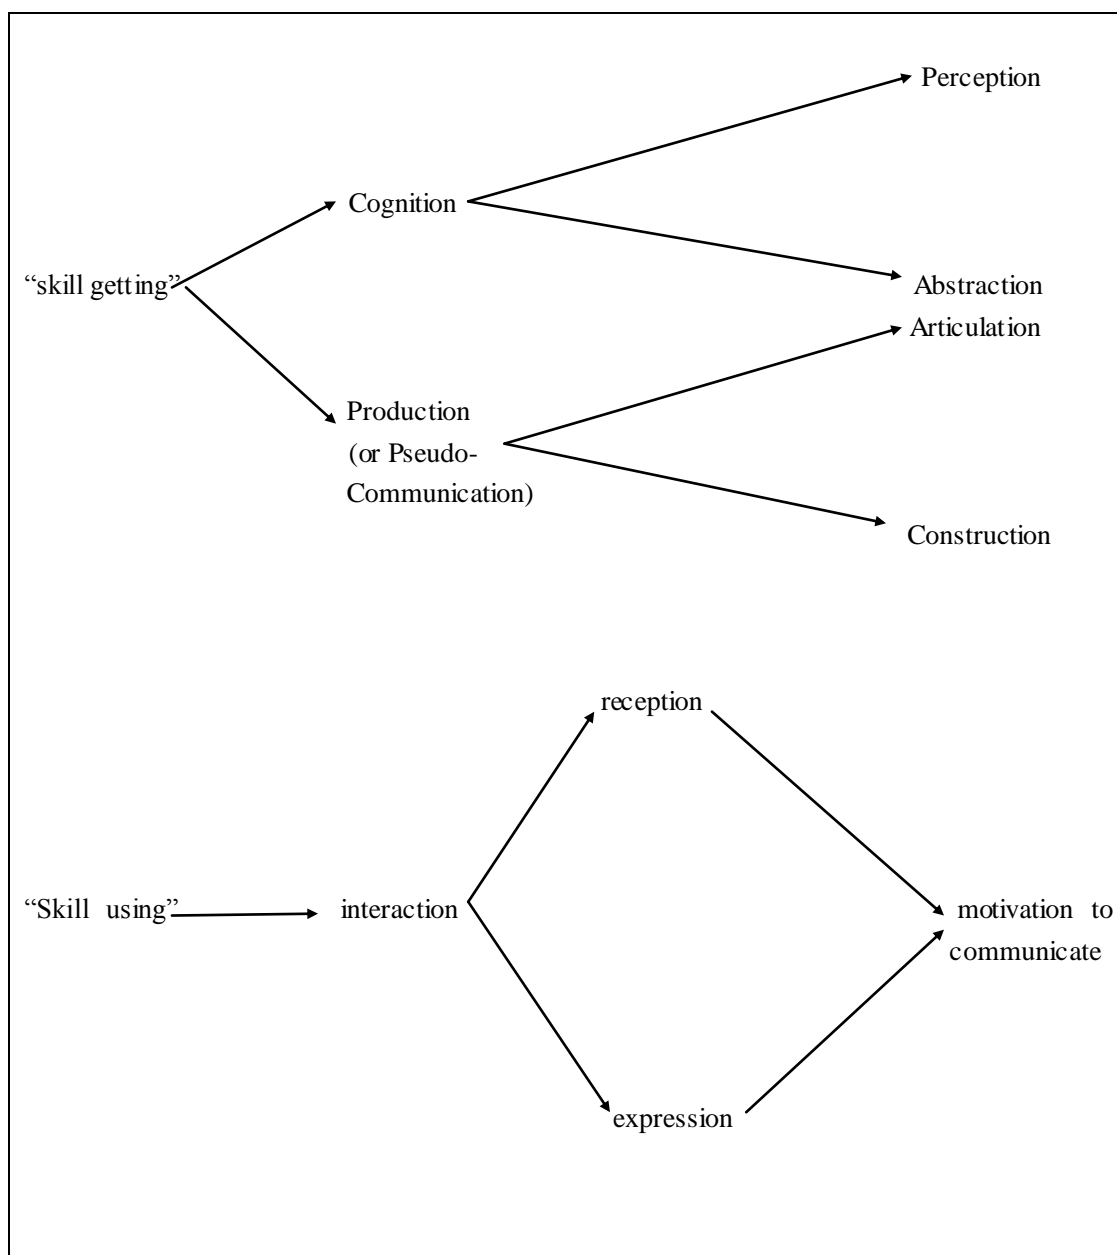 Perception
Cognition
“skill getting”
Abstraction
Articulation
Production
(or Pseudo-
Communication)
Construction
reception
“Skill using”
interaction
motivation to
communicate
expression